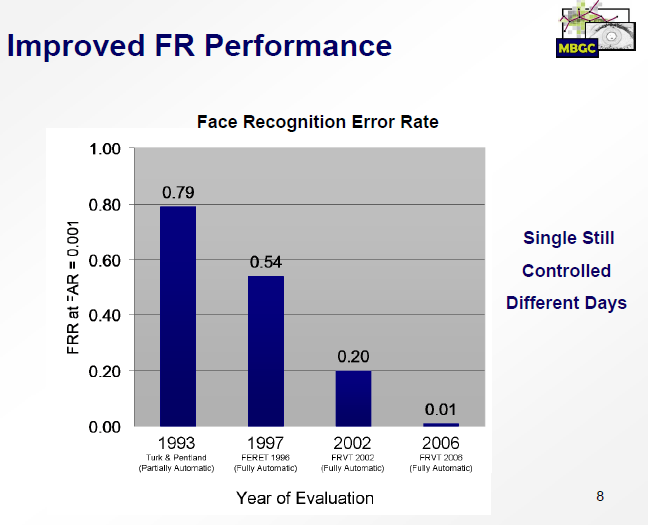 Improved FR Performance
MBGC
Face Recognition Error Rate
1.00
0.80
0.60
0.40
0.20
0.00
FRR at FAR = 0.001
0.79
0.54
0.20
0.01
1993
Turk & Pentland
(Partially Automatic)
1997
FERET 1996
(Fully Automatic)
2002
FRVT 2002
(Fully Automatic)
2006
FRVT 2006
(Fully Automatic)
Year of Evaluation
Single Still
Controlled
Different Days
8